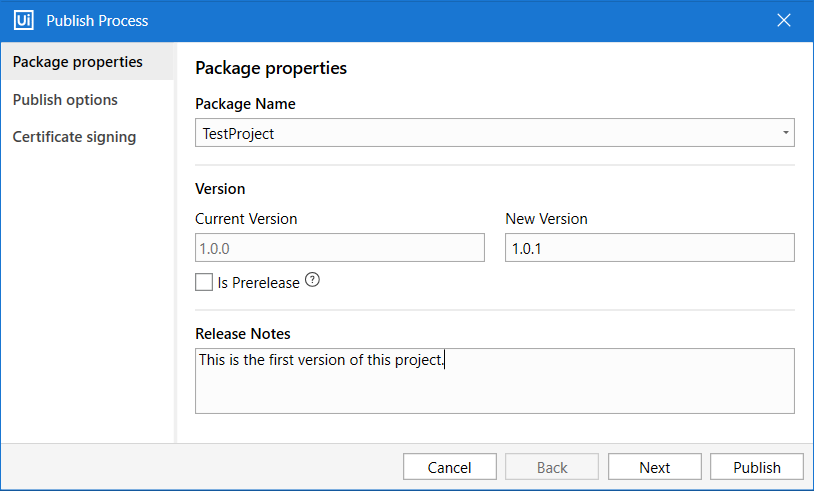 Ui Publish Process
Package properties
Publish options
Certificate signing
Package properties
Package Name
TestProject
Version
Current Version
New Version
1.0.0
1.0.1
Is Prerelease ?
Release Notes
This is the first version of this project.
Cancel
Back
Next
Publish